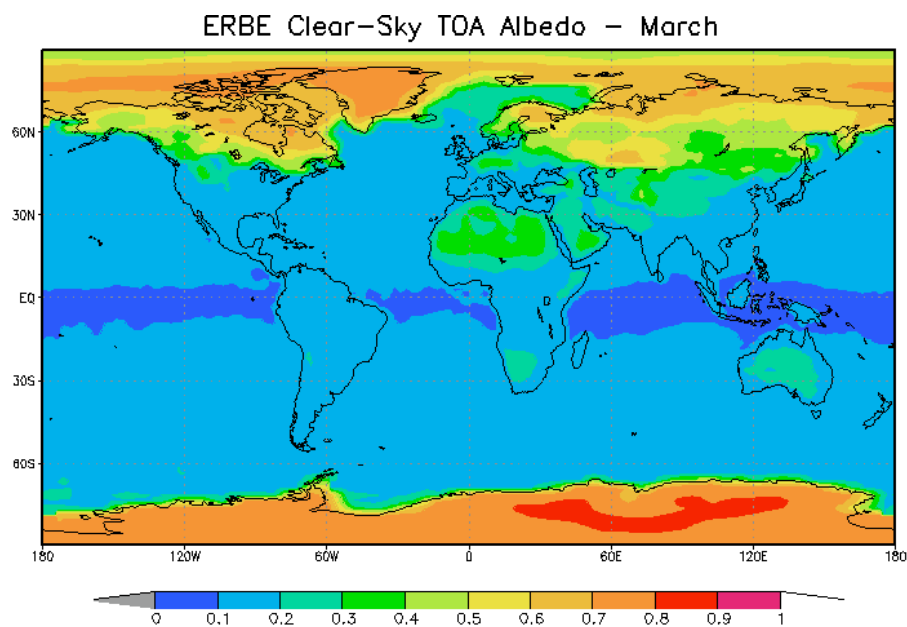 ERBE Clear-Sky TOA Albedo - March
60N
30N
EQ
30S
60S
180 120W 60W 0 60E 120E 180
0 0.1 0.2 0.3 0.4 0.5 0.6 0.7 0.8 0.9 1